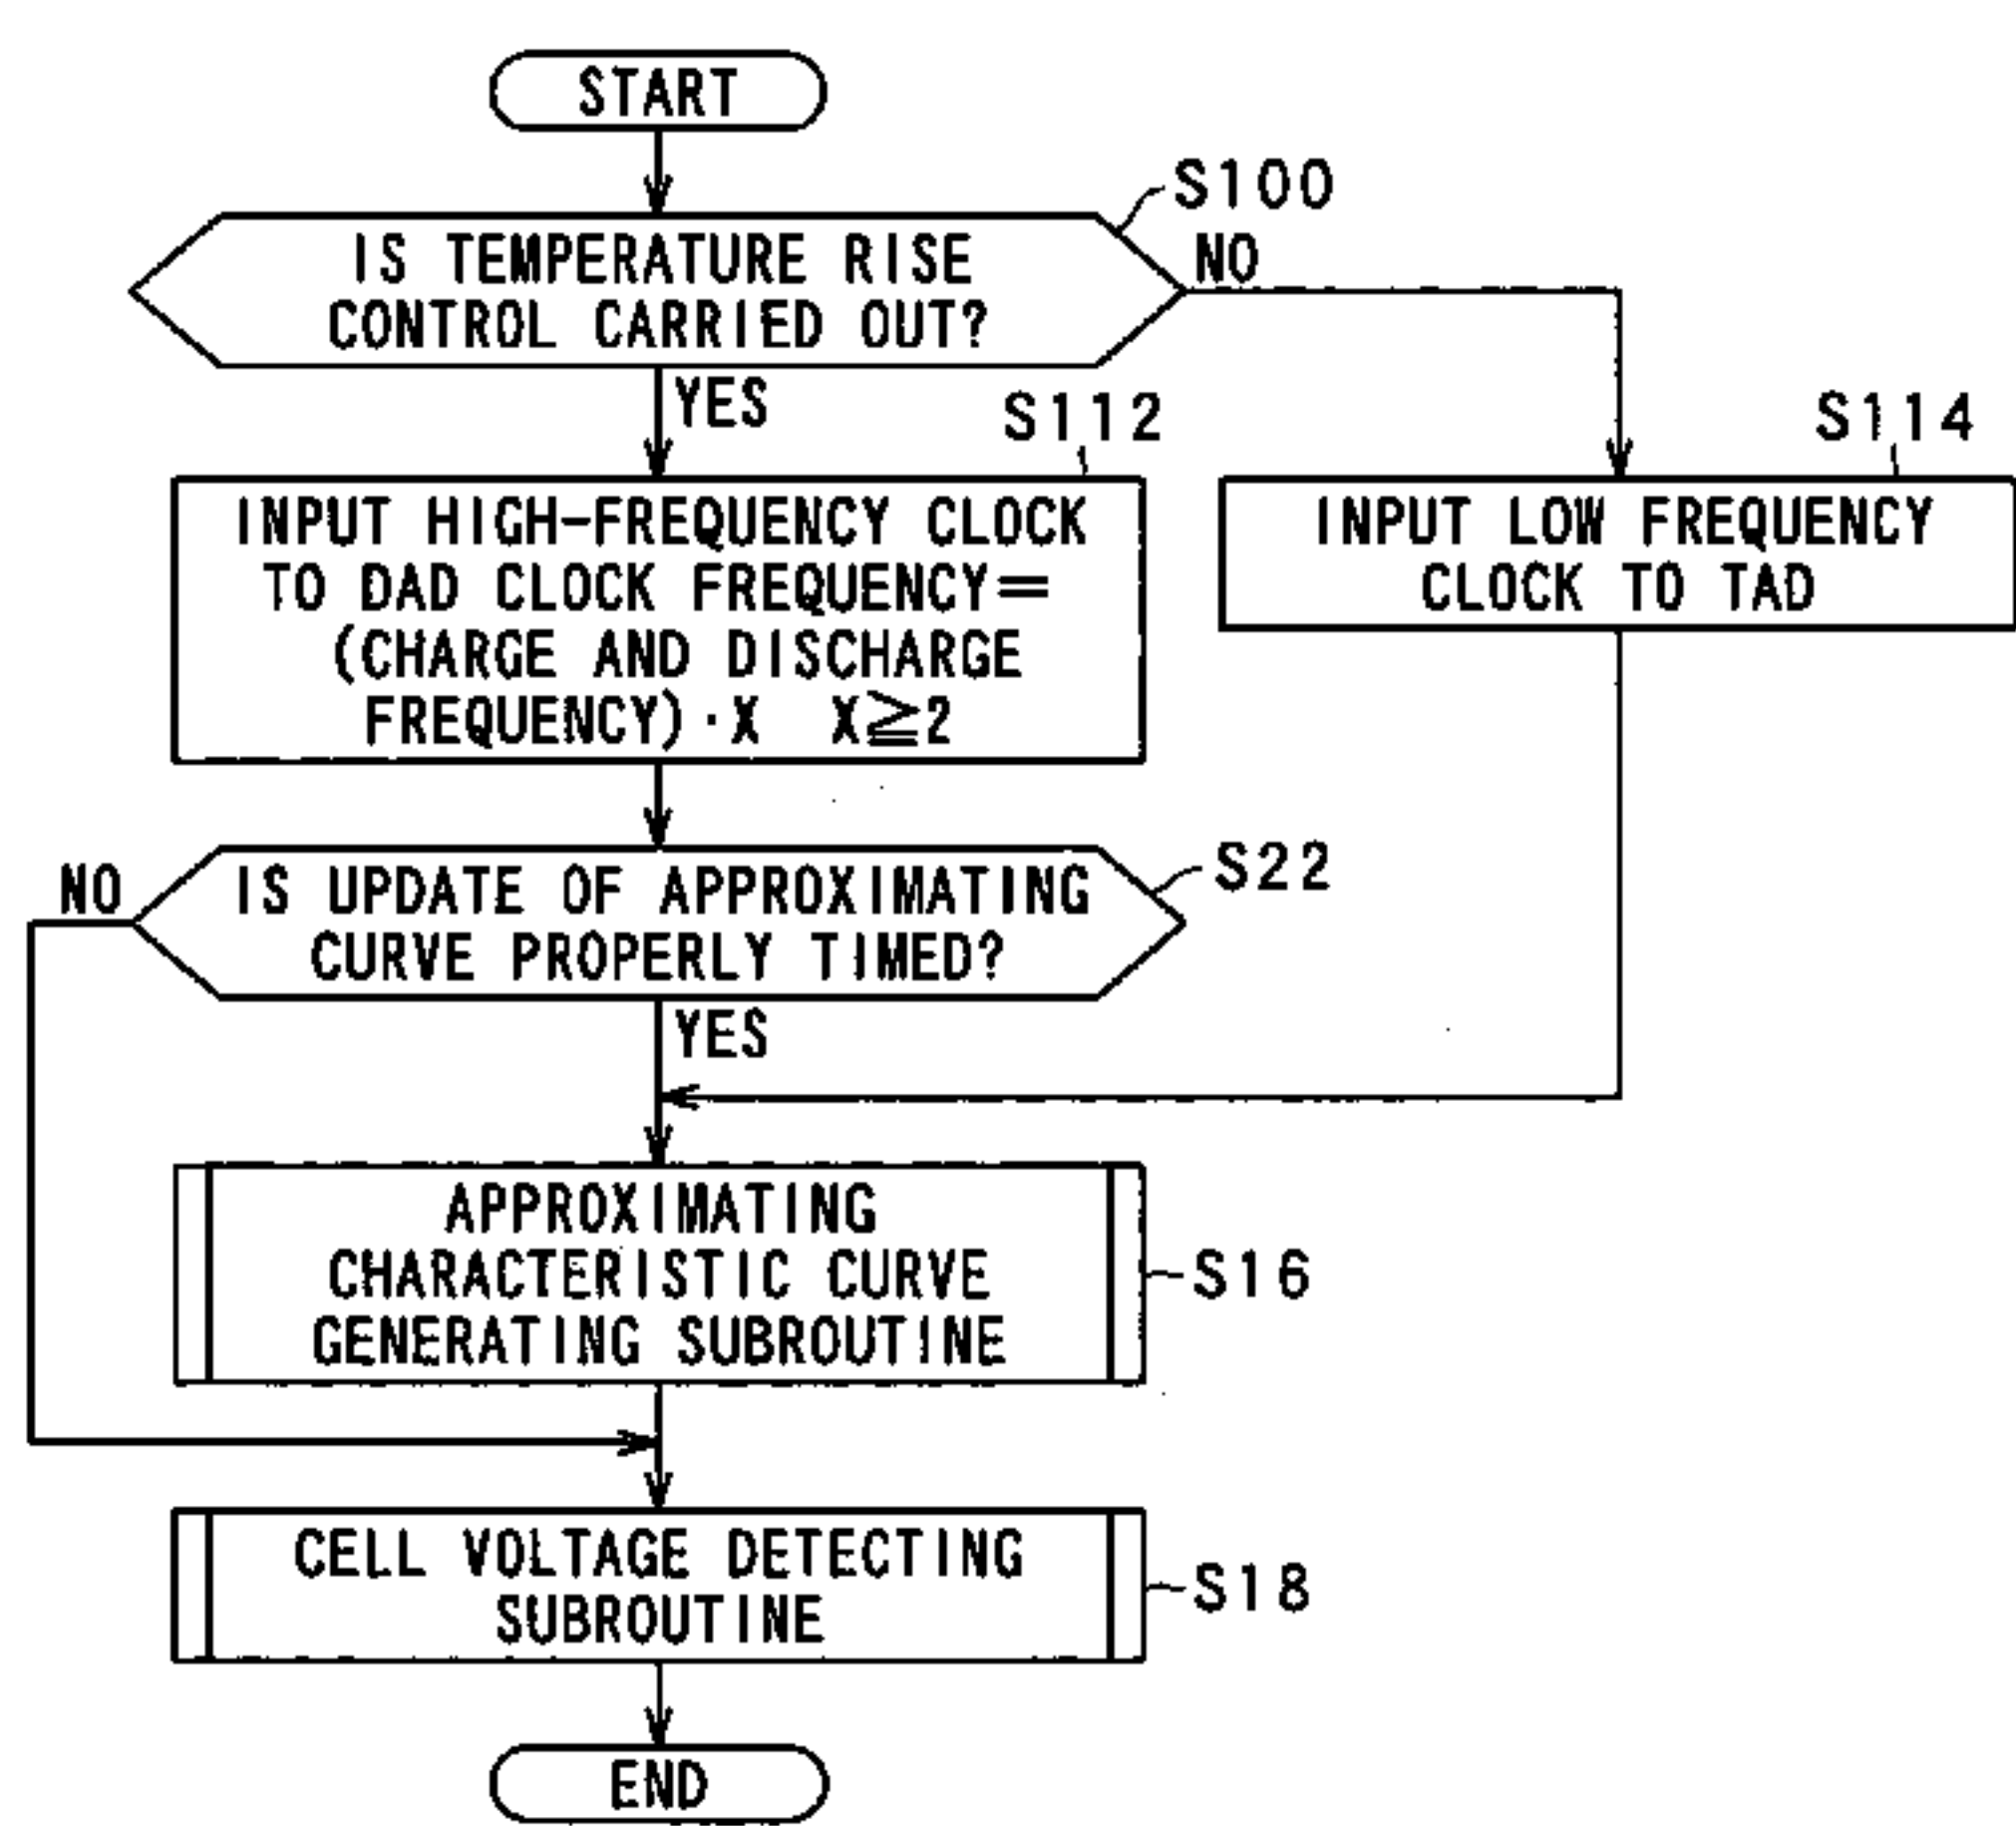 START
S100
IS TEMPERATURE RISE
CONTROL CARRIED OUT?
NO
YES
S112
INPUT HIGH-FREQUENCY CLOCK
TO DAD CLOCK FREQUENCY=
(CHARGE AND DISCHARGE
FREQUENCY)·X X≧2
S114
INPUT LOW FREQUENCY
CLOCK TO TAD
S22
NO
IS UPDATE OF APPROXIMATING
CURVE PROPERLY TIMED?
YES
APPROXIMATING
CHARACTERISTIC CURVE
GENERATING SUBROUTINE
S16
CELL VOLTAGE DETECTING
SUBROUTINE
S18
END